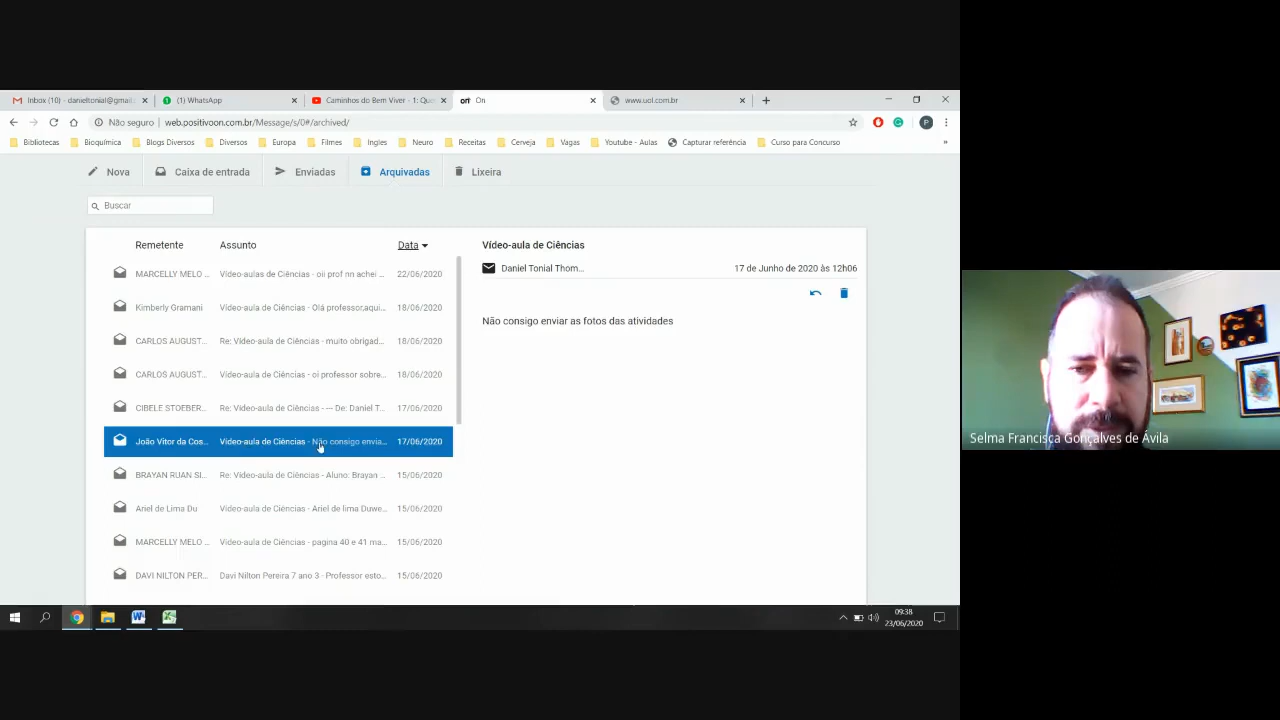 Inbox (10) - danieltonial@gmail.
(1) WhatsApp
Caminhos do Bem Viver - 1: Que
on On
www.uol.com.br
Não seguro | web.positivoon.com.br/Message/s/0#/archived/
P
Bibliotecas Bioquímica Blogs Diversos Diversos Europa Filmes Ingles Neuro Receitas Cerveja Vagas Youtube - Aulas Capturar referência Curso para Concurso »
Nova Caixa de entrada Enviadas Arquivadas Lixeira
Buscar
Remetente Assunto Data
MARCELLY MELO ... Vídeo-aulas de Ciências - oii prof nn achei ... 22/06/2020
Kimberly Gramani Vídeo-aula de Ciências - Olá professor,aqui... 18/06/2020
CARLOS AUGUST... Re: Vídeo-aula de Ciências - muito obrigad... 18/06/2020
CARLOS AUGUST... Vídeo-aula de Ciências - oi professor sobre... 18/06/2020
CIBELE STOEBER... Re: Vídeo-aula de Ciências - -- De: Daniel T... 17/06/2020
João Vitor da Cos... Vídeo-aula de Ciências - Não consigo envia... 17/06/2020
BRAYAN RUAN SI... Re: Vídeo-aula de Ciências - Aluno: Brayan ... 15/06/2020
Ariel de Lima Du Vídeo-aula de Ciências - Ariel de lima Duwe... 15/06/2020
MARCELLY MELO ... Vídeo-aula de Ciências - pagina 40 e 41 ma... 15/06/2020
DAVI NILTON PER... Davi Nilton Pereira 7 ano 3 - Professor esto... 15/06/2020
Vídeo-aula de Ciências
Daniel Tonial Thom... 17 de Junho de 2020 às 12h06
Não consigo enviar as fotos das atividades
Selma Francisca Gonçalves de Ávila
09:38
23/06/2020